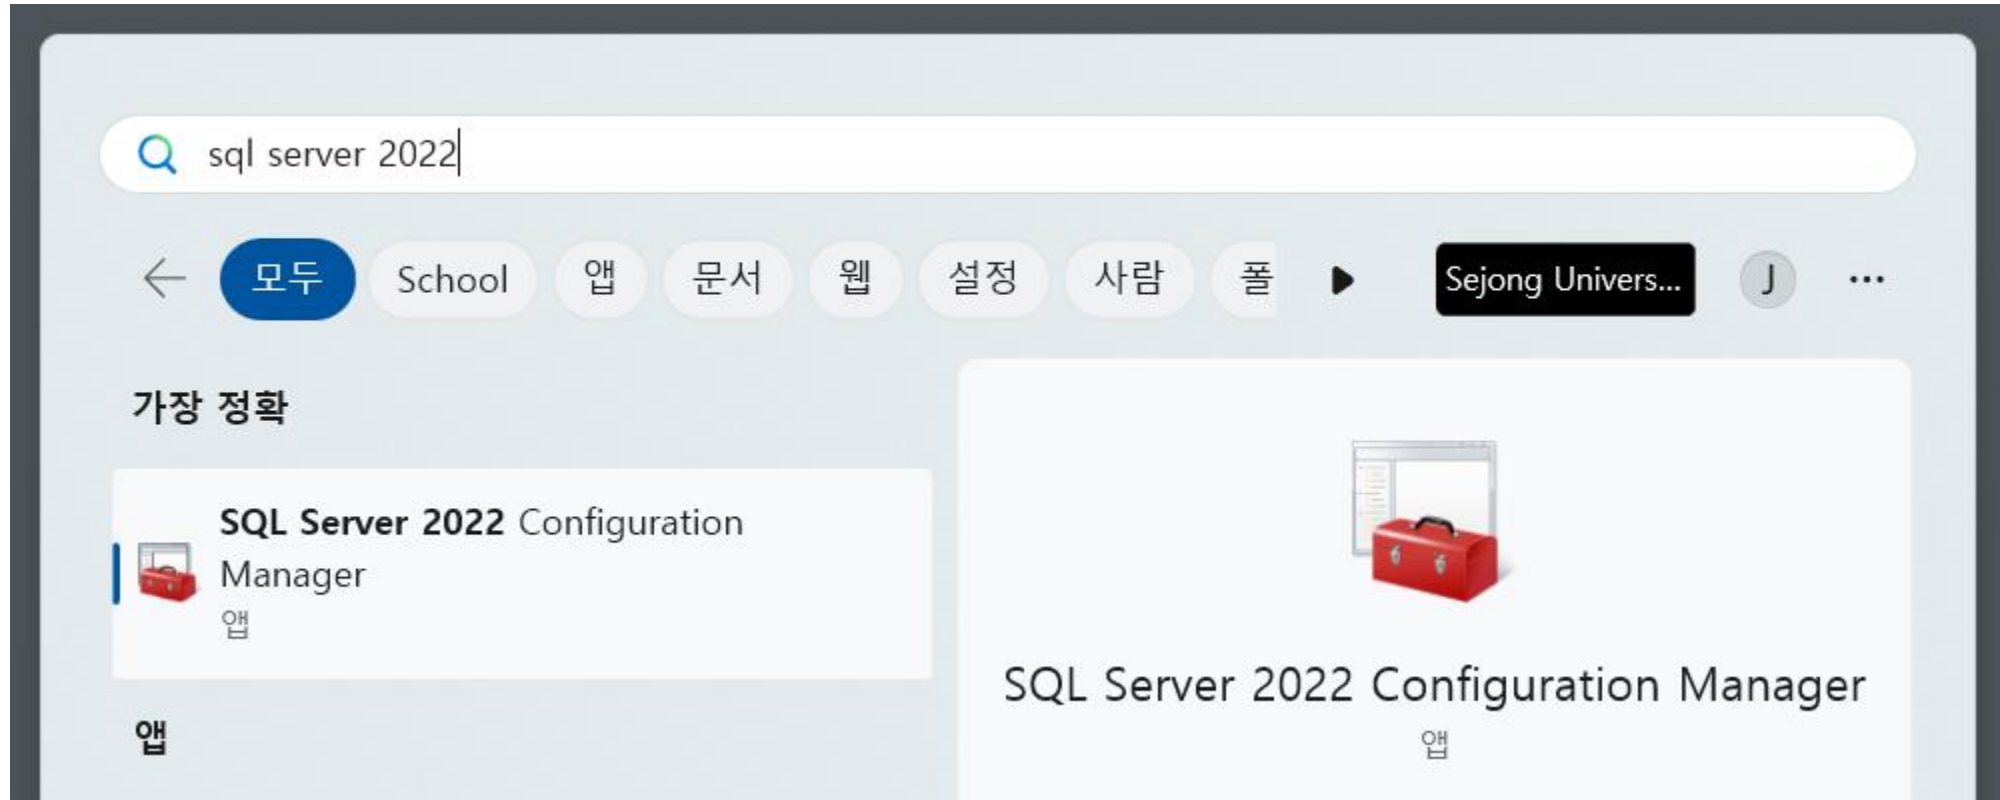 sql server 2022
모두 School 앱 문서 웹 설정 사람 폴 Sejong Univers... J ...
가장 정확
SQL Server 2022 Configuration
Manager
앱
앱
SQL Server 2022 Configuration Manager
앱